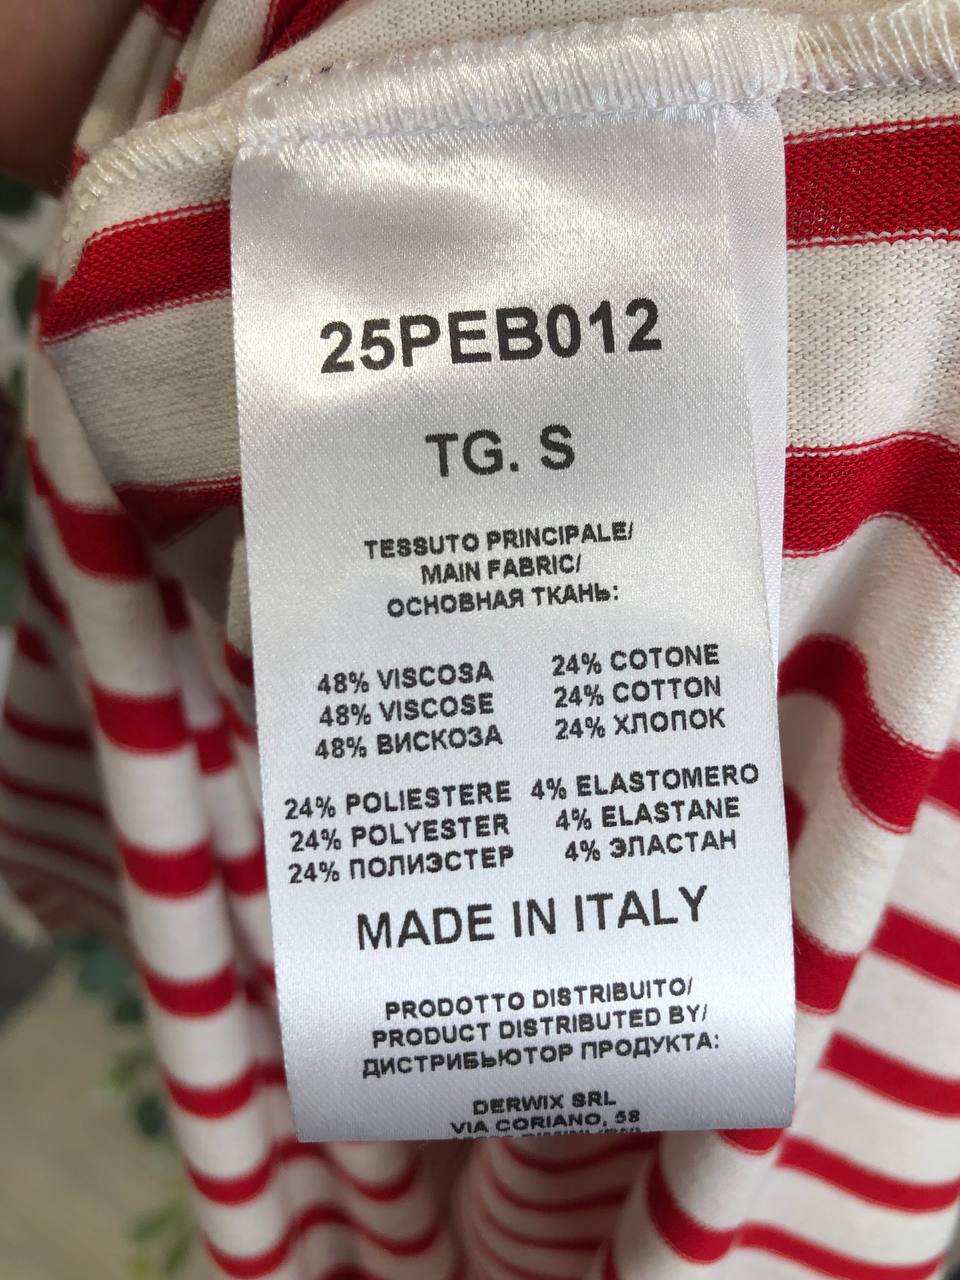 25PEB012
TG. S
TESSUTO PRINCIPALE/
MAIN FABRIC/
ОСНОВНАЯ ТКАНЬ:
48% VISCOSA
48% VISCOSE
48% ВИСКОЗА
24% COTONE
24% COTTON
24% ХЛОПОК
24% POLIESTERE
24% POLYESTER
24% ПОЛИЭСТЕР
4% ELASTOMERO
4% ELASTANE
4% ЭЛАСТАН
MADE IN ITALY
PRODOTTO DISTRIBUITO/
PRODUCT DISTRIBUTED BY/
ДИСТРИБЬЮТОР ПРОДУКТА:
DERWIX SRL
VIA CORIANO, 58